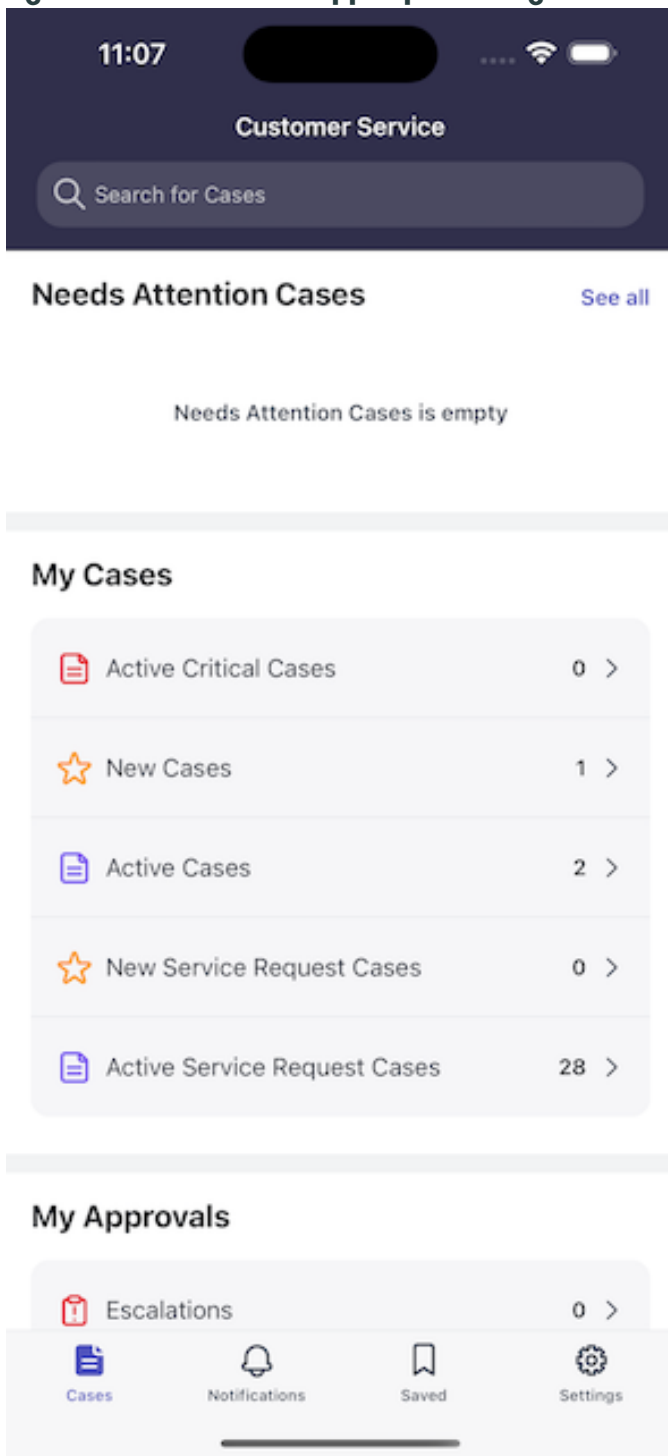 11:07
Customer Service
Search for Cases
Needs Attention Cases See all
Needs Attention Cases is empty
My Cases
Active Critical Cases 0
New Cases 1
Active Cases 2
New Service Request Cases 0
Active Service Request Cases 28
My Approvals
Escalations 0
Cases Notifications Saved Settings